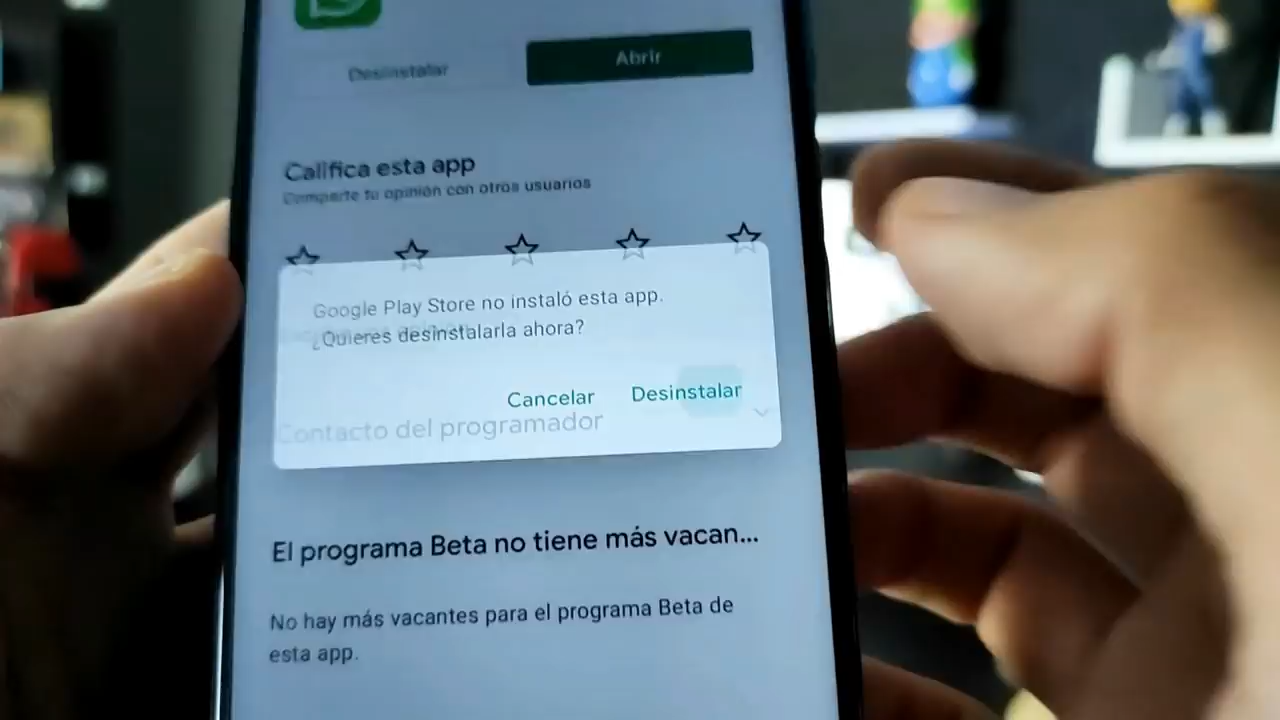 Desinstalar
Abrir
Califica esta app
Comparte tu opinión con otros usuarios
Google Play Store no instaló esta app.
¿Quieres desinstalarla ahora?
Cancelar
Desinstalar
Contacto del programador
El programa Beta no tiene más vacan...
No hay más vacantes para el programa Beta de
esta app.